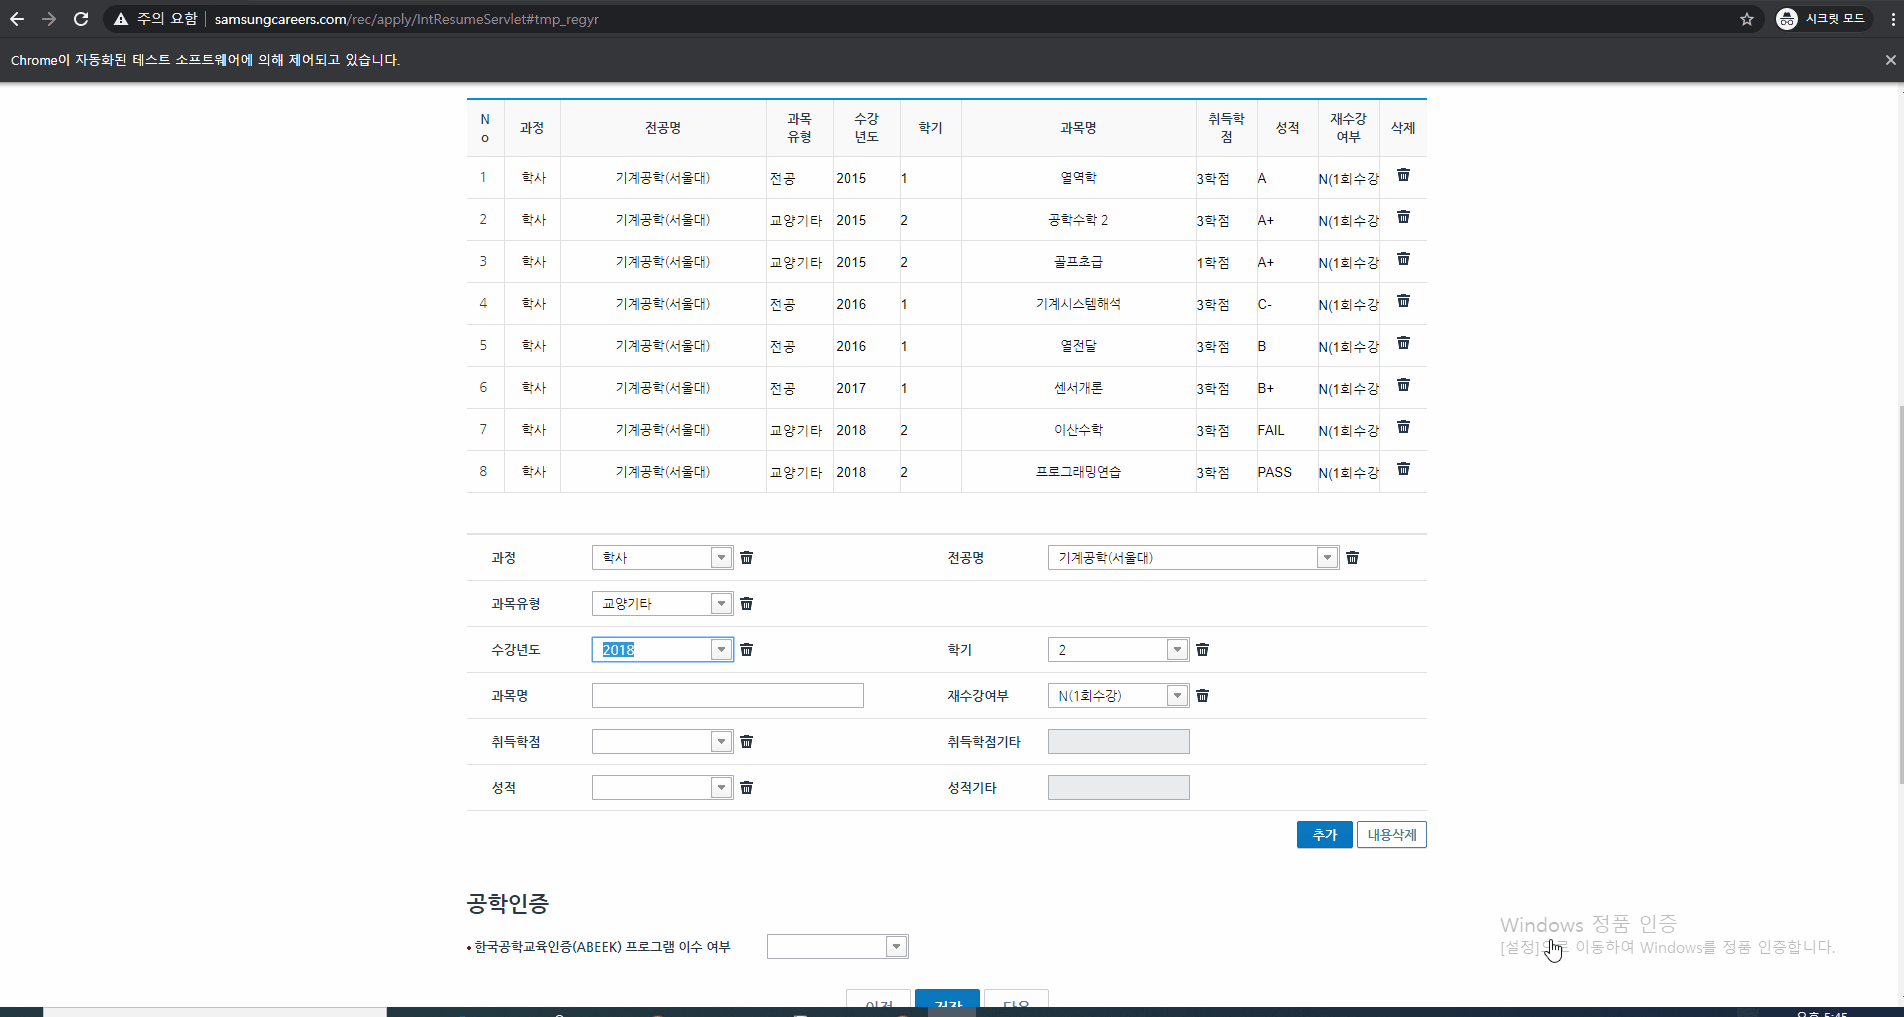 주의 요함 samsungcareers.com/rec/apply/IntResumeServlet#tmp_regyr 시크릿 모드
Chrome이 자동화된 테스트 소프트웨어에 의해 제어되고 있습니다.
No 과정 전공명 과목유형 수강년도 학기 과목명 취득학점 성적 재수강여부 삭제
1 학사 기계공학(서울대) 전공 2015 1 열역학 3학점 A N(1회수강
2 학사 기계공학(서울대) 교양기타 2015 2 공학수학 2 3학점 A+ N(1회수강
3 학사 기계공학(서울대) 교양기타 2015 2 골프초급 1학점 A+ N(1회수강
4 학사 기계공학(서울대) 전공 2016 1 기계시스템해석 3학점 C- N(1회수강
5 학사 기계공학(서울대) 전공 2016 1 열전달 3학점 B N(1회수강
6 학사 기계공학(서울대) 전공 2017 1 센서개론 3학점 B+ N(1회수강
7 학사 기계공학(서울대) 교양기타 2018 2 이산수학 3학점 FAIL N(1회수강
8 학사 기계공학(서울대) 교양기타 2018 2 프로그래밍연습 3학점 PASS N(1회수강
과정 학사 전공명 기계공학(서울대)
과목유형 교양기타
수강년도 2018 학기 2
과목명 재수강여부 N(1회수강)
취득학점 취득학점기타
성적 성적기타
추가 내용삭제
공학인증
Windows 정품 인증
• 한국공학교육인증(ABEEK) 프로그램 이수 여부
[설정]으로 이동하여 Windows를 정품 인증합니다.
이전 저장 다음
오후 5:45